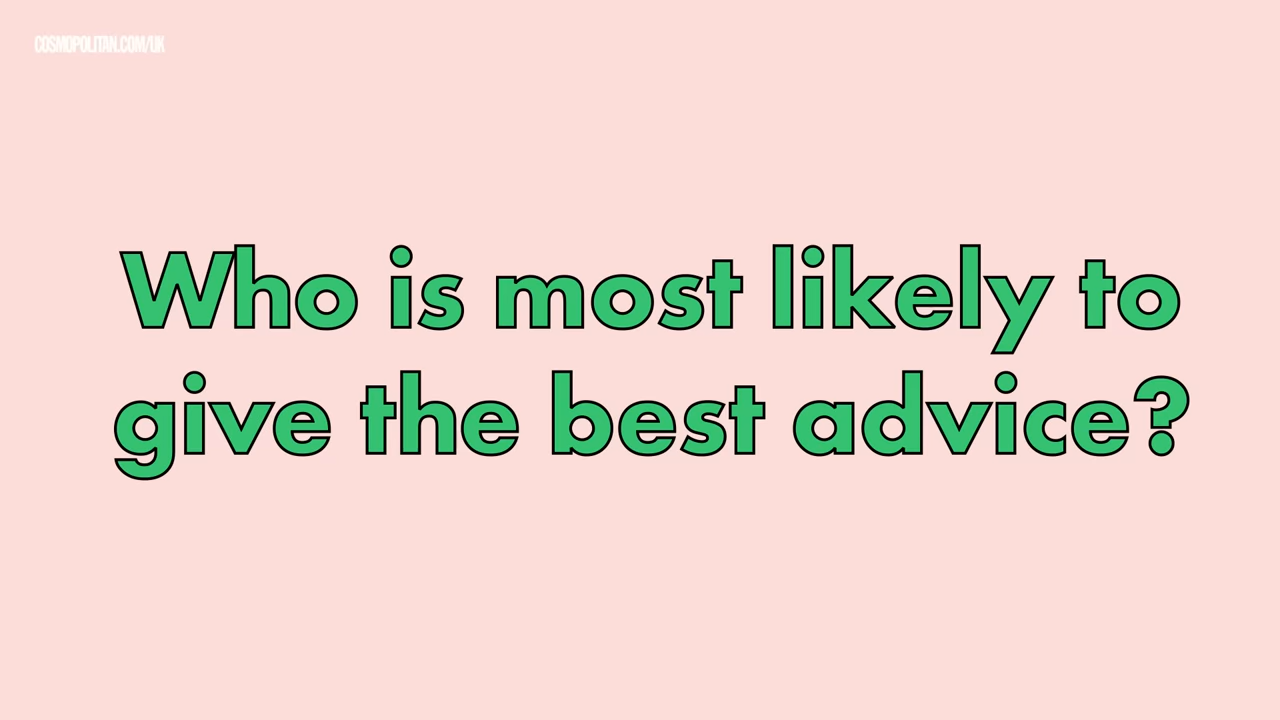 COSMOPOLITAN.COM/UK
Who is most likely to
give the best advice?